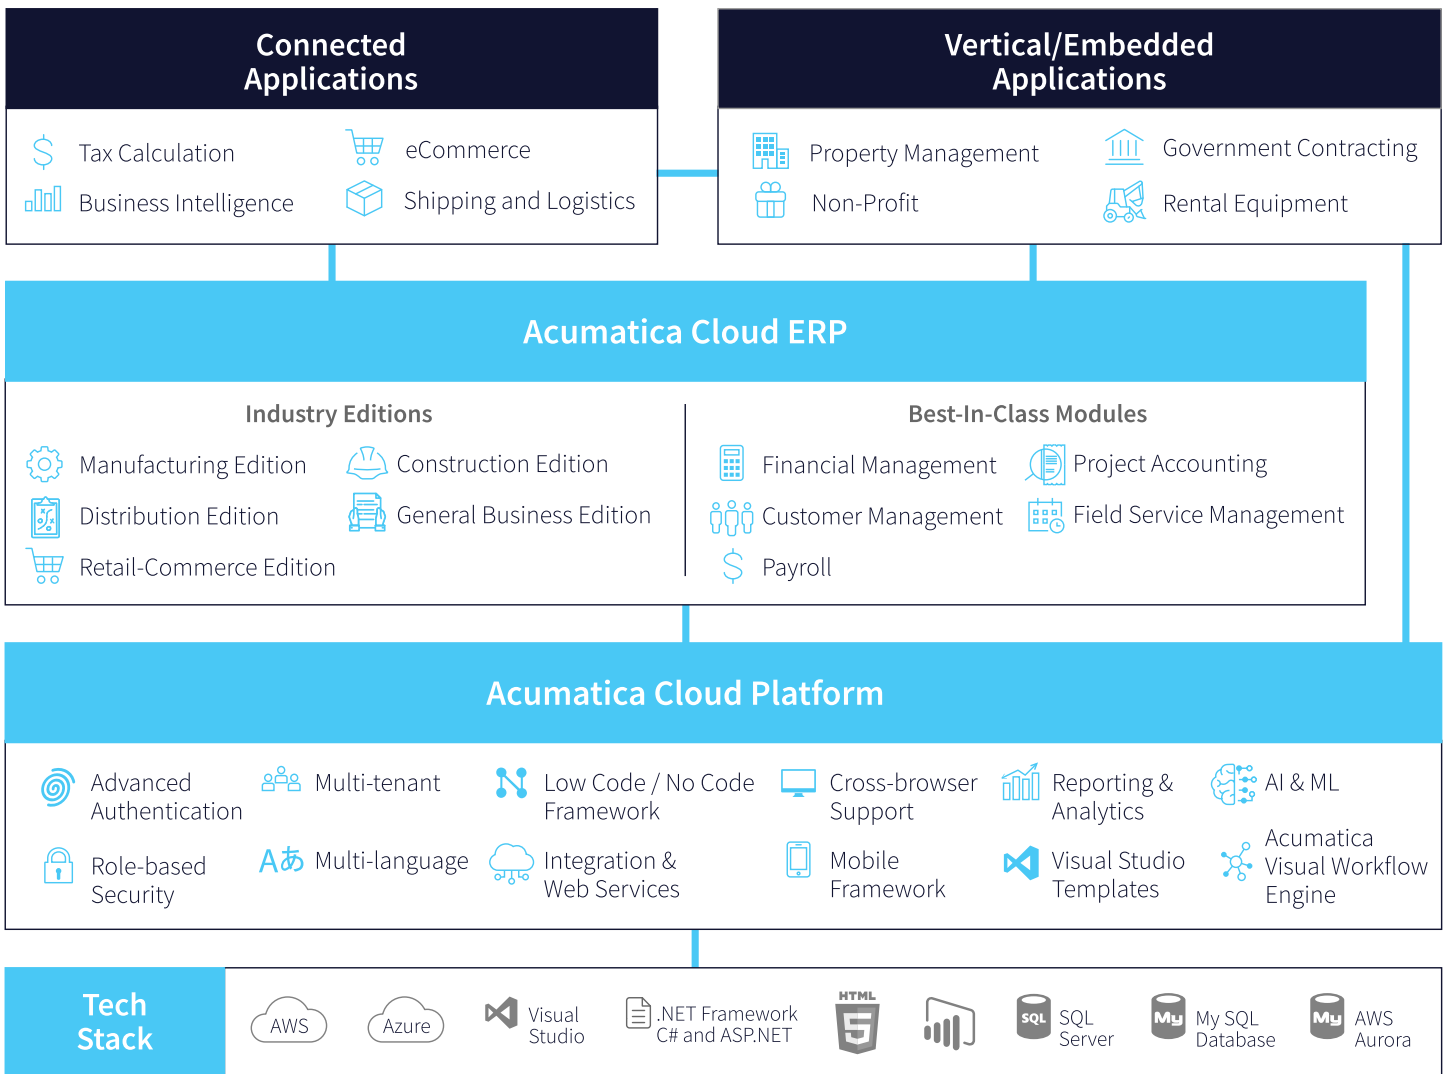 Connected
Applications
Tax Calculation
eCommerce
Business Intelligence
Shipping and Logistics
Vertical/Embedded
Applications
Property Management
Government Contracting
Non-Profit
Rental Equipment
Acumatica Cloud ERP
Industry Editions
Manufacturing Edition
Construction Edition
Distribution Edition
General Business Edition
Retail-Commerce Edition
Best-In-Class Modules
Financial Management
Project Accounting
Customer Management
Field Service Management
Payroll
Acumatica Cloud Platform
Advanced
Authentication
Multi-tenant
Low Code / No Code
Framework
Cross-browser
Support
Reporting &
Analytics
AI & ML
Role-based
Security
Aあ
Multi-language
Integration &
Web Services
Mobile
Framework
Visual Studio
Templates
Acumatica
Visual Workflow
Engine
Tech
Stack
AWS
Azure
Visual
Studio
.NET Framework
C# and ASP.NET
HTML
5
SQL
SQL
Server
My
My SQL
Database
My
AWS
Aurora